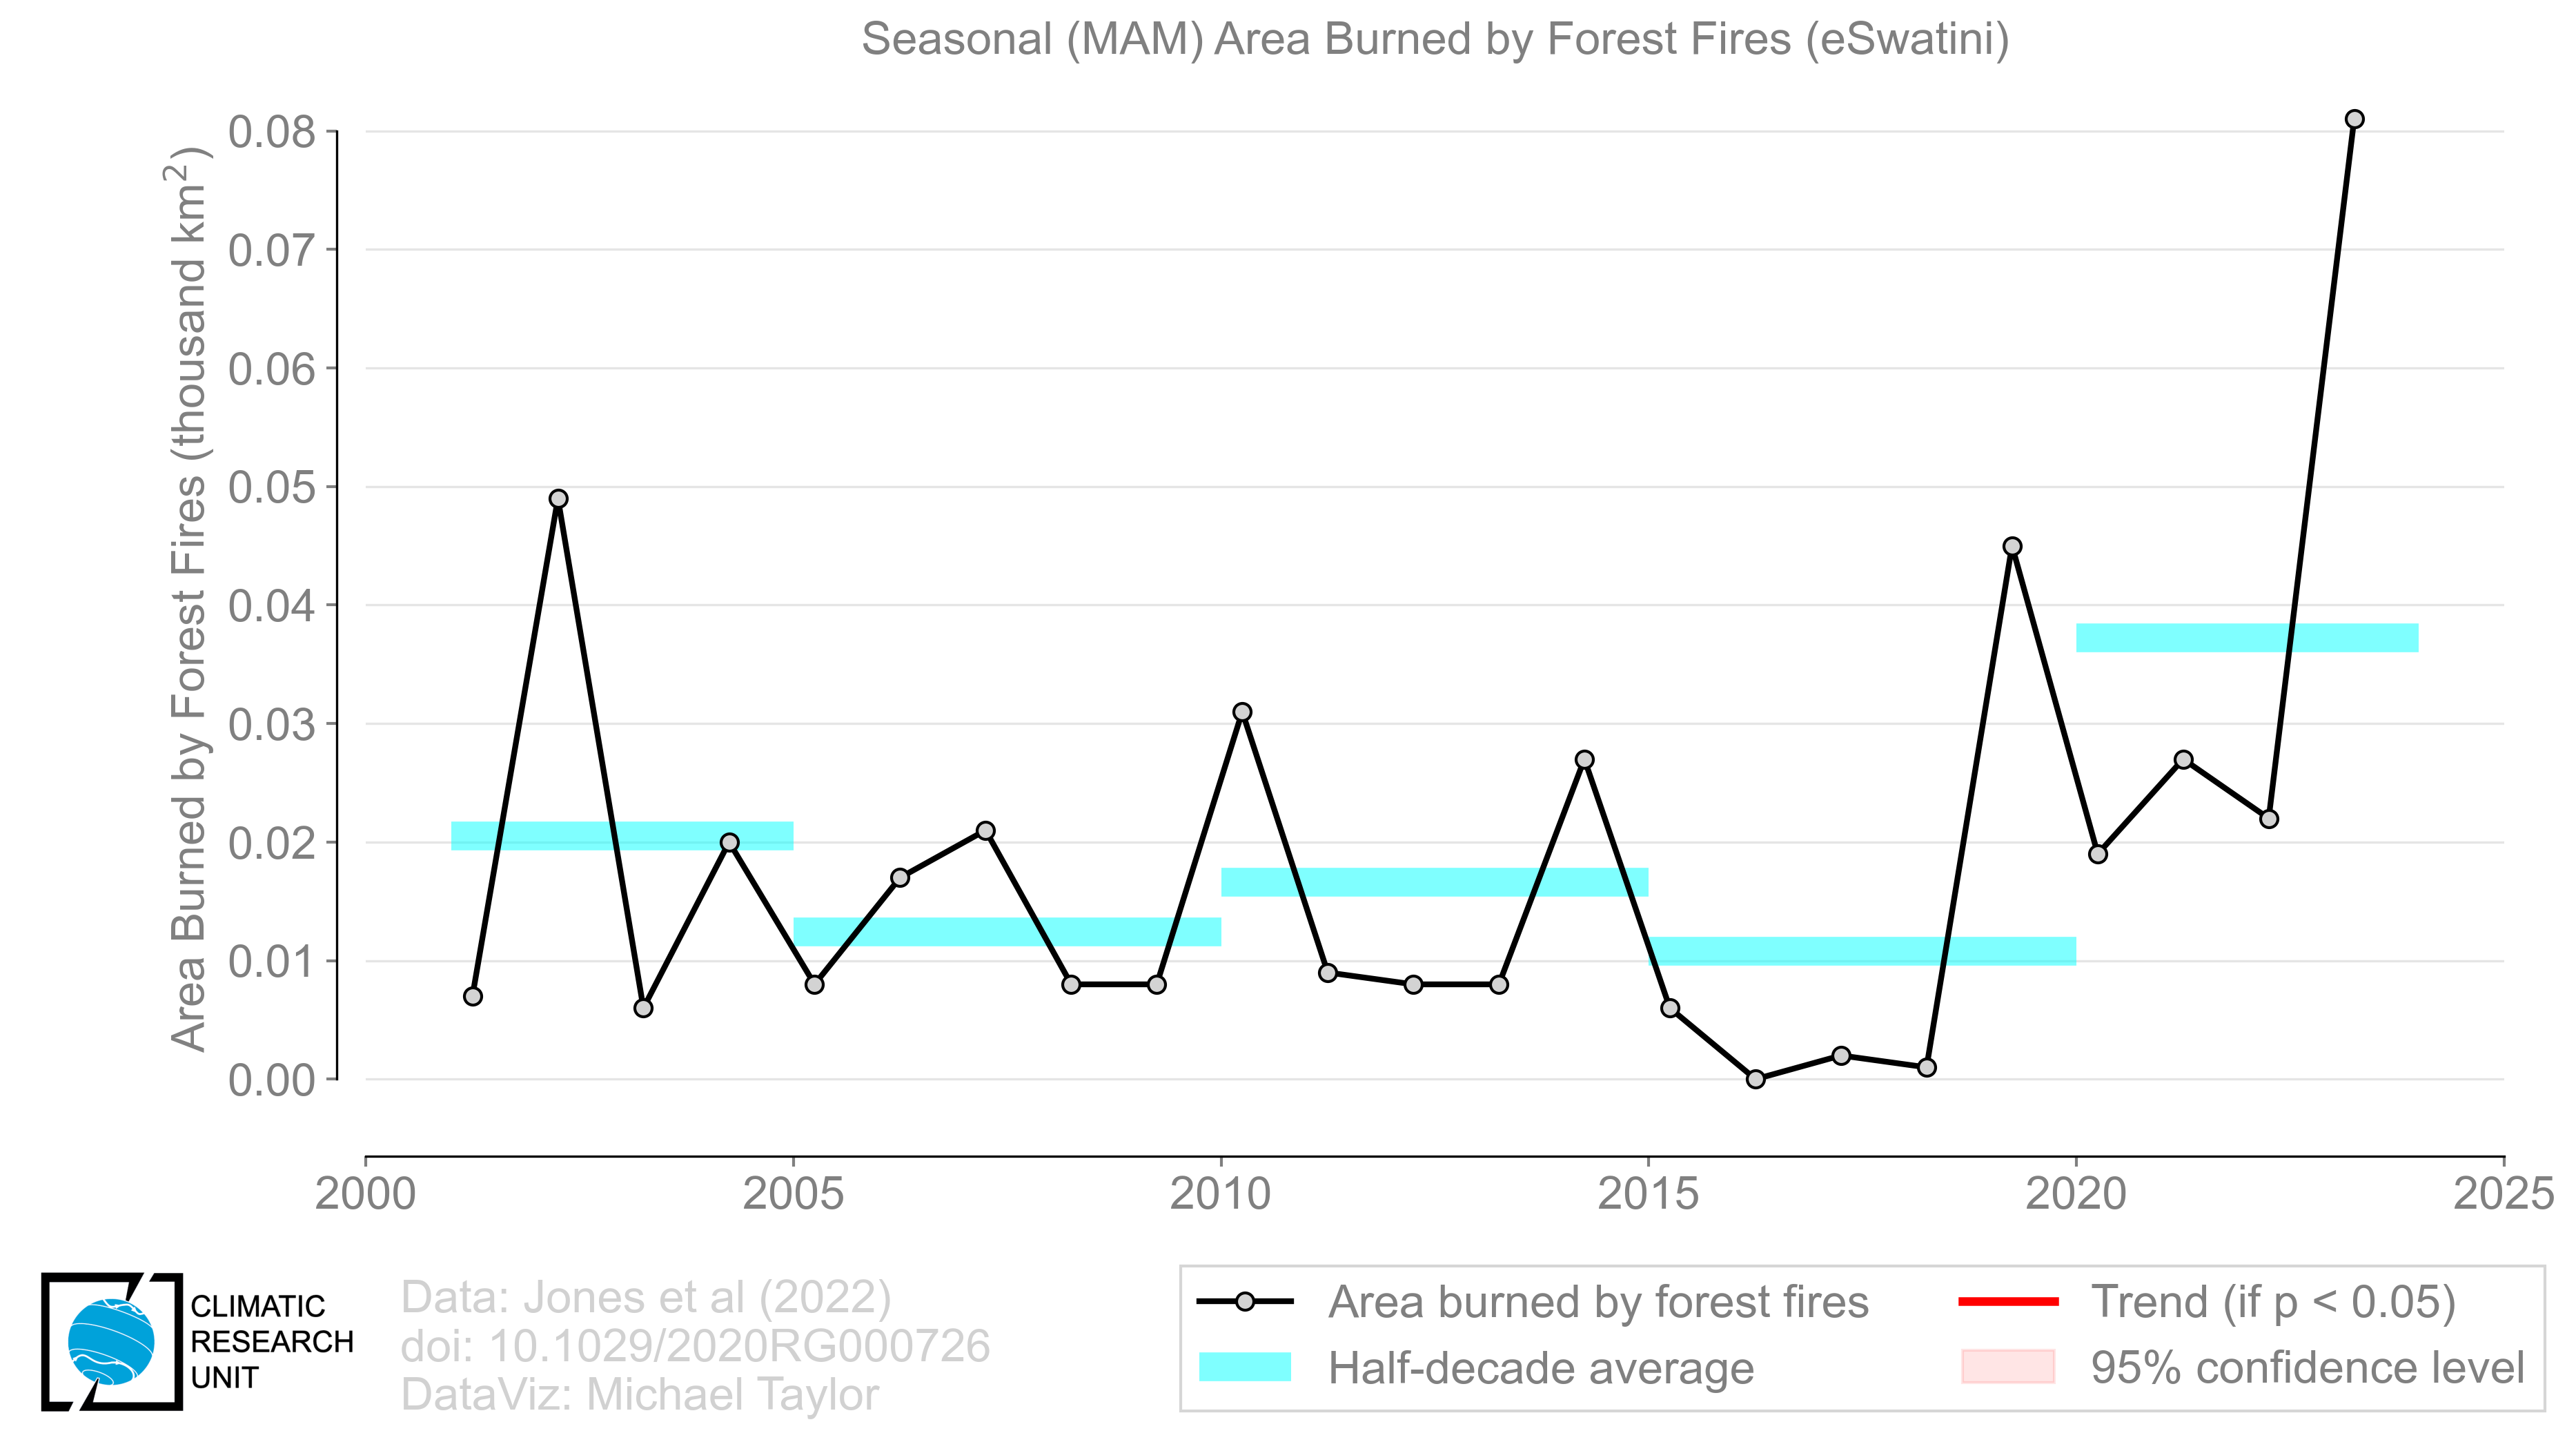 Seasonal (MAM) Area Burned by Forest Fires (eSwatini)
Area Burned by Forest Fires (thousand km²)
0.08
0.07
0.06
0.05
0.04
0.03
0.02
0.01
0.00
2000
2005
2010
2015
2020
2025
CLIMATIC
RESEARCH
UNIT
Data: Jones et al (2022)
doi: 10.1029/2020RG000726
DataViz: Michael Taylor
Area burned by forest fires
Half-decade average
Trend (if p < 0.05)
95% confidence level